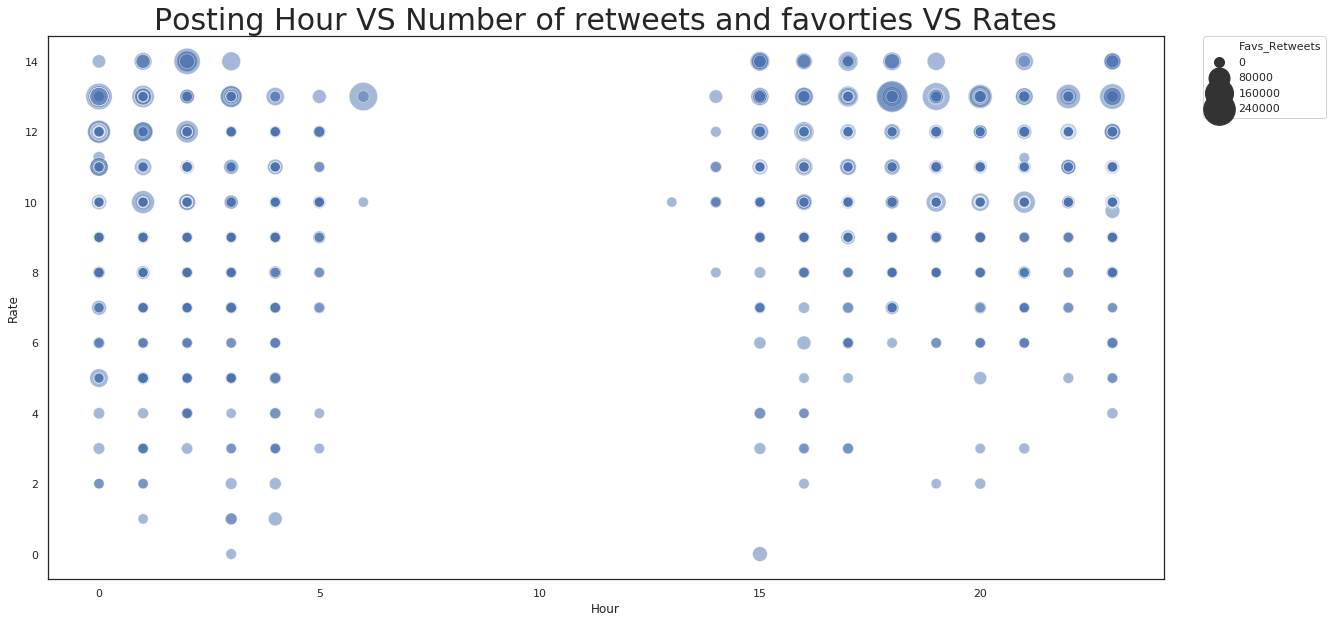 Posting Hour VS Number of retweets and favorties VS Rates
Favs_Retweets
0
80000
160000
240000
14
12
10
8
6
4
2
0
Rate
0 5 10 15 20
Hour